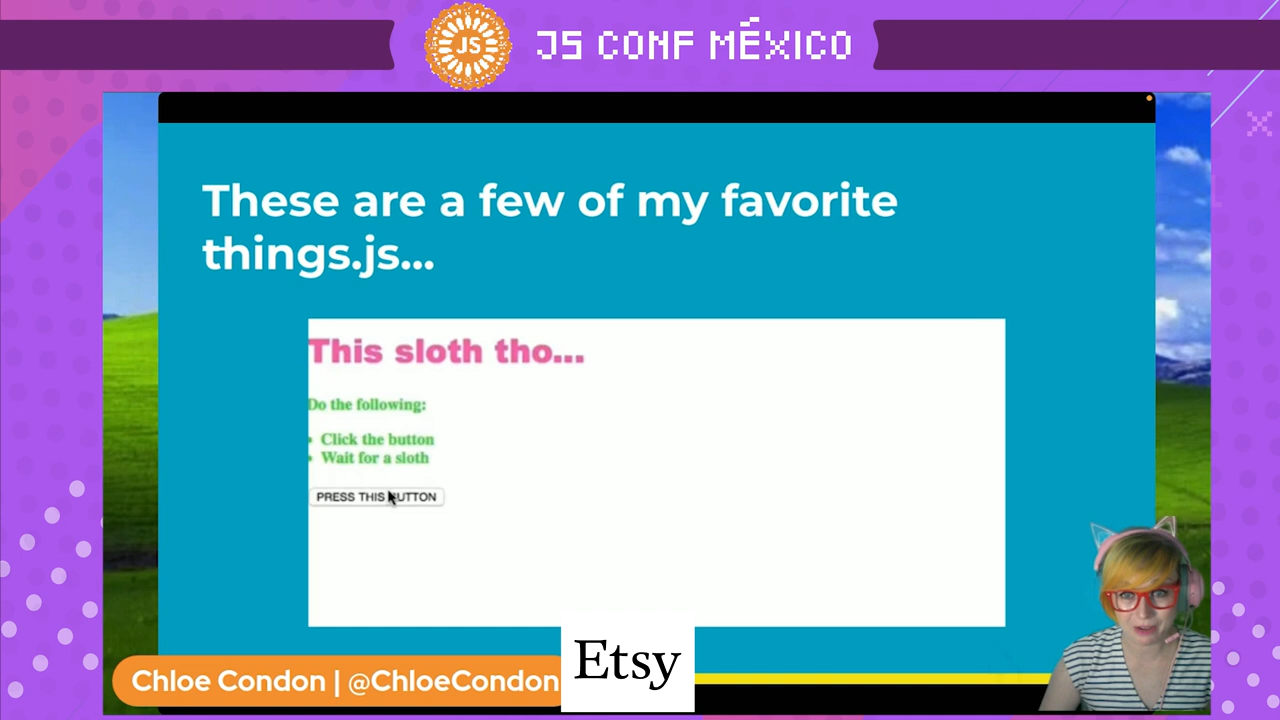 JS
JS CONF MÉXICO
These are a few of my favorite
things.js...
This sloth tho...
Do the following:
• Click the button
• Wait for a sloth
PRESS THIS BUTTON
Chloe Condon | @ChloeCondon
Etsy